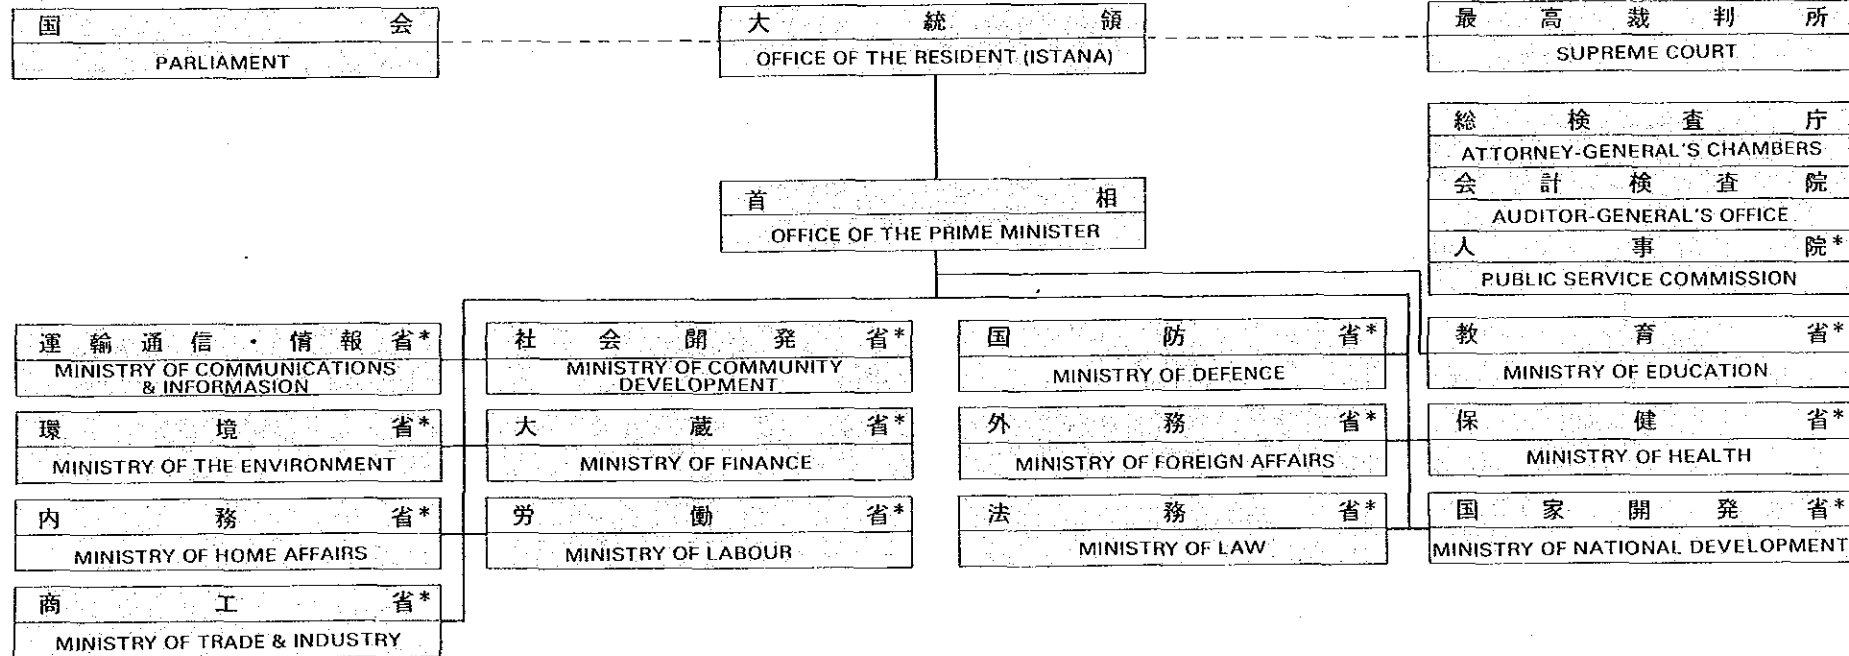 国会
PARLIAMENT
大統領
OFFICE OF THE RESIDENT (ISTANA)
最高裁判所
SUPREME COURT
総検査庁
ATTORNEY-GENERAL'S CHAMBERS
会計検査院
AUDITOR-GENERAL'S OFFICE
人事院*
PUBLIC SERVICE COMMISSION
首相
OFFICE OF THE PRIME MINISTER
運輸通信・情報省*
MINISTRY OF COMMUNICATIONS
& INFORMASION
社会開発省*
MINISTRY OF COMMUNITY
DEVELOPMENT
国防省*
MINISTRY OF DEFENCE
教育省*
MINISTRY OF EDUCATION
環境省*
MINISTRY OF THE ENVIRONMENT
大蔵省*
MINISTRY OF FINANCE
外務省*
MINISTRY OF FOREIGN AFFAIRS
保健省*
MINISTRY OF HEALTH
内務省*
MINISTRY OF HOME AFFAIRS
労働省*
MINISTRY OF LABOUR
法務省*
MINISTRY OF LAW
国家開発省*
MINISTRY OF NATIONAL DEVELOPMENT
商工省*
MINISTRY OF TRADE & INDUSTRY